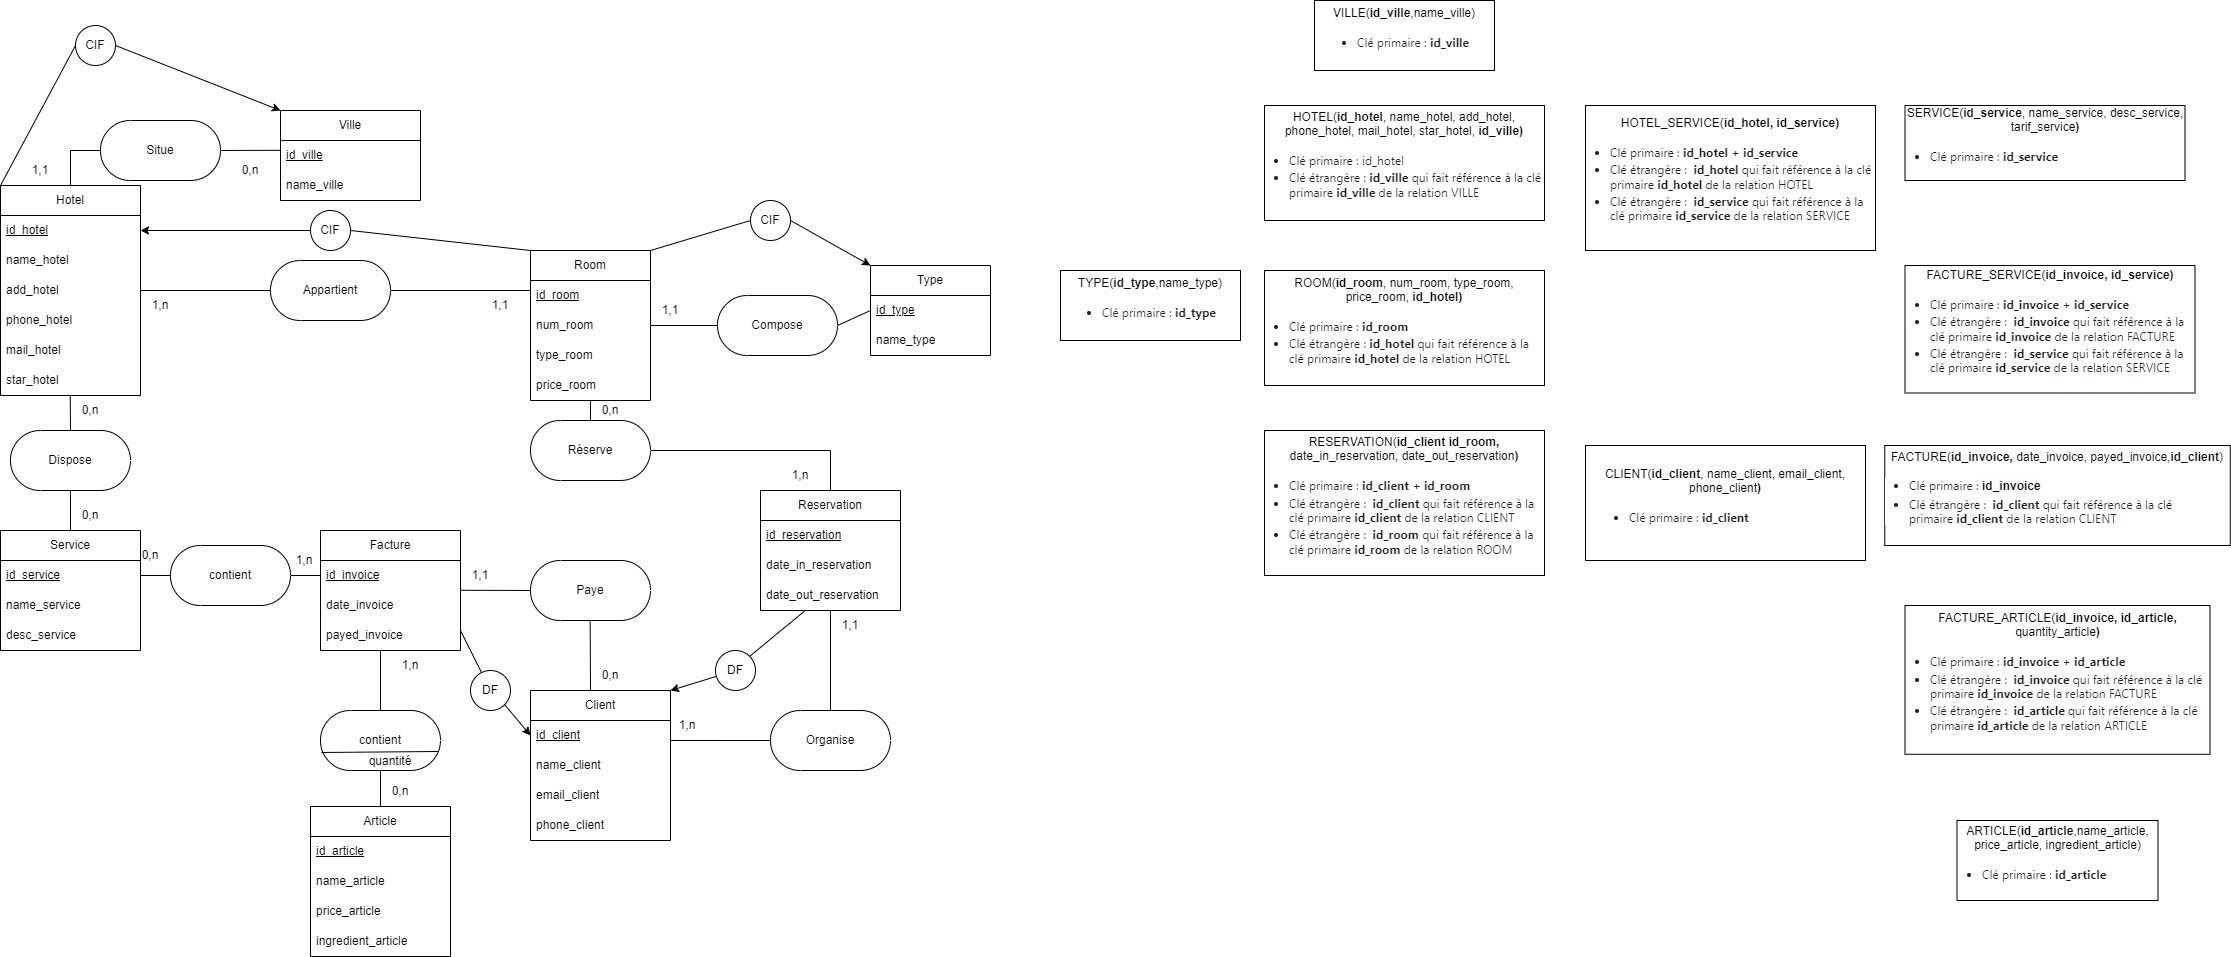 CIF
Ville
id_ville
name_ville
Situe
1,1
0,n
Hotel
id_hotel
name_hotel
add_hotel
phone_hotel
mail_hotel
star_hotel
CIF
Appartient
1,n
1,1
Room
id_room
num_room
type_room
price_room
CIF
1,1
Compose
Type
id_type
name_type
0,n
Dispose
0,n
0,n
Réserve
1,n
Reservation
id_reservation
date_in_reservation
date_out_reservation
Service
id_service
name_service
desc_service
0,n
contient
1,n
Facture
id_invoice
date_invoice
payed_invoice
1,1
Paye
0,n
DF
DF
1,1
1,n
contient
quantité
0,n
Client
id_client
name_client
email_client
phone_client
1,n
Organise
Article
id_article
name_article
price_article
ingredient_article
VILLE(id_ville,name_ville)
• Clé primaire : id_ville
HOTEL(id_hotel, name_hotel, add_hotel,
phone_hotel, mail_hotel, star_hotel, id_ville)
• Clé primaire : id_hotel
• Clé étrangère : id_ville qui fait référence à la clé
primaire id_ville de la relation VILLE
HOTEL_SERVICE(id_hotel, id_service)
• Clé primaire : id_hotel + id_service
• Clé étrangère : id_hotel qui fait référence à la clé
primaire id_hotel de la relation HOTEL
• Clé étrangère : id_service qui fait référence à la
clé primaire id_service de la relation SERVICE
SERVICE(id_service, name_service, desc_service,
tarif_service)
• Clé primaire : id_service
TYPE(id_type,name_type)
• Clé primaire : id_type
ROOM(id_room, num_room, type_room,
price_room, id_hotel)
• Clé primaire : id_room
• Clé étrangère : id_hotel qui fait référence à la
clé primaire id_hotel de la relation HOTEL
FACTURE_SERVICE(id_invoice, id_service)
• Clé primaire : id_invoice + id_service
• Clé étrangère : id_invoice qui fait référence à la
clé primaire id_invoice de la relation FACTURE
• Clé étrangère : id_service qui fait référence à la
clé primaire id_service de la relation SERVICE
RESERVATION(id_client id_room,
date_in_reservation, date_out_reservation)
• Clé primaire : id_client + id_room
• Clé étrangère : id_client qui fait référence à la
clé primaire id_client de la relation CLIENT
• Clé étrangère : id_room qui fait référence à la
clé primaire id_room de la relation ROOM
CLIENT(id_client, name_client, email_client,
phone_client)
• Clé primaire : id_client
FACTURE(id_invoice, date_invoice, payed_invoice,id_client)
• Clé primaire : id_invoice
• Clé étrangère : id_client qui fait référence à la clé
primaire id_client de la relation CLIENT
FACTURE_ARTICLE(id_invoice, id_article,
quantity_article)
• Clé primaire : id_invoice + id_article
• Clé étrangère : id_invoice qui fait référence à la clé
primaire id_invoice de la relation FACTURE
• Clé étrangère : id_article qui fait référence à la clé
primaire id_article de la relation ARTICLE
ARTICLE(id_article,name_article,
price_article, ingredient_article)
• Clé primaire : id_article